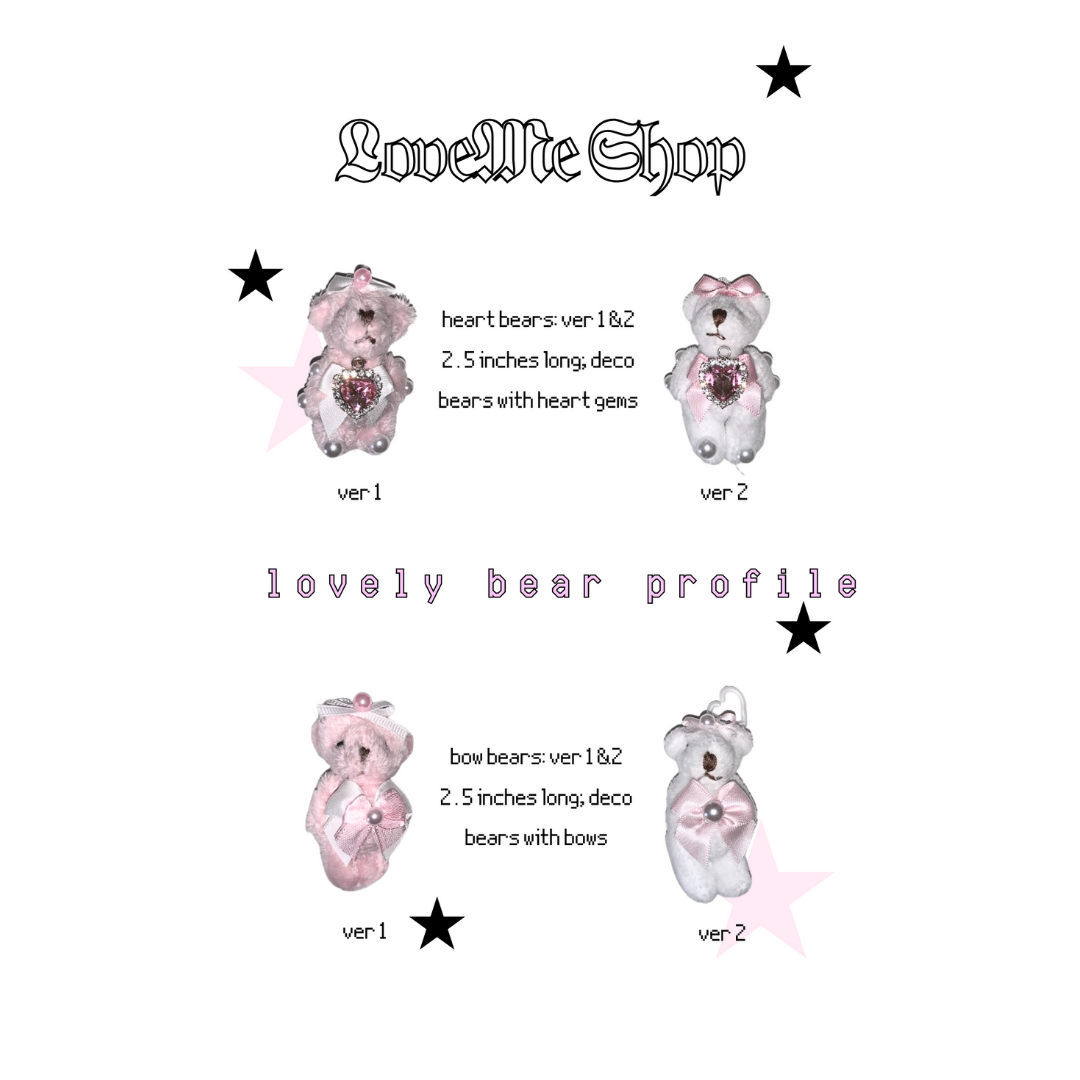 LoveMe Shop
heart bears: ver 1 & 2
2.5 inches long; deco
bears with heart gems
ver 1
ver 2
lovely bear profile
bow bears: ver 1 & 2
2.5 inches long; deco
bears with bows
ver 1
ver 2